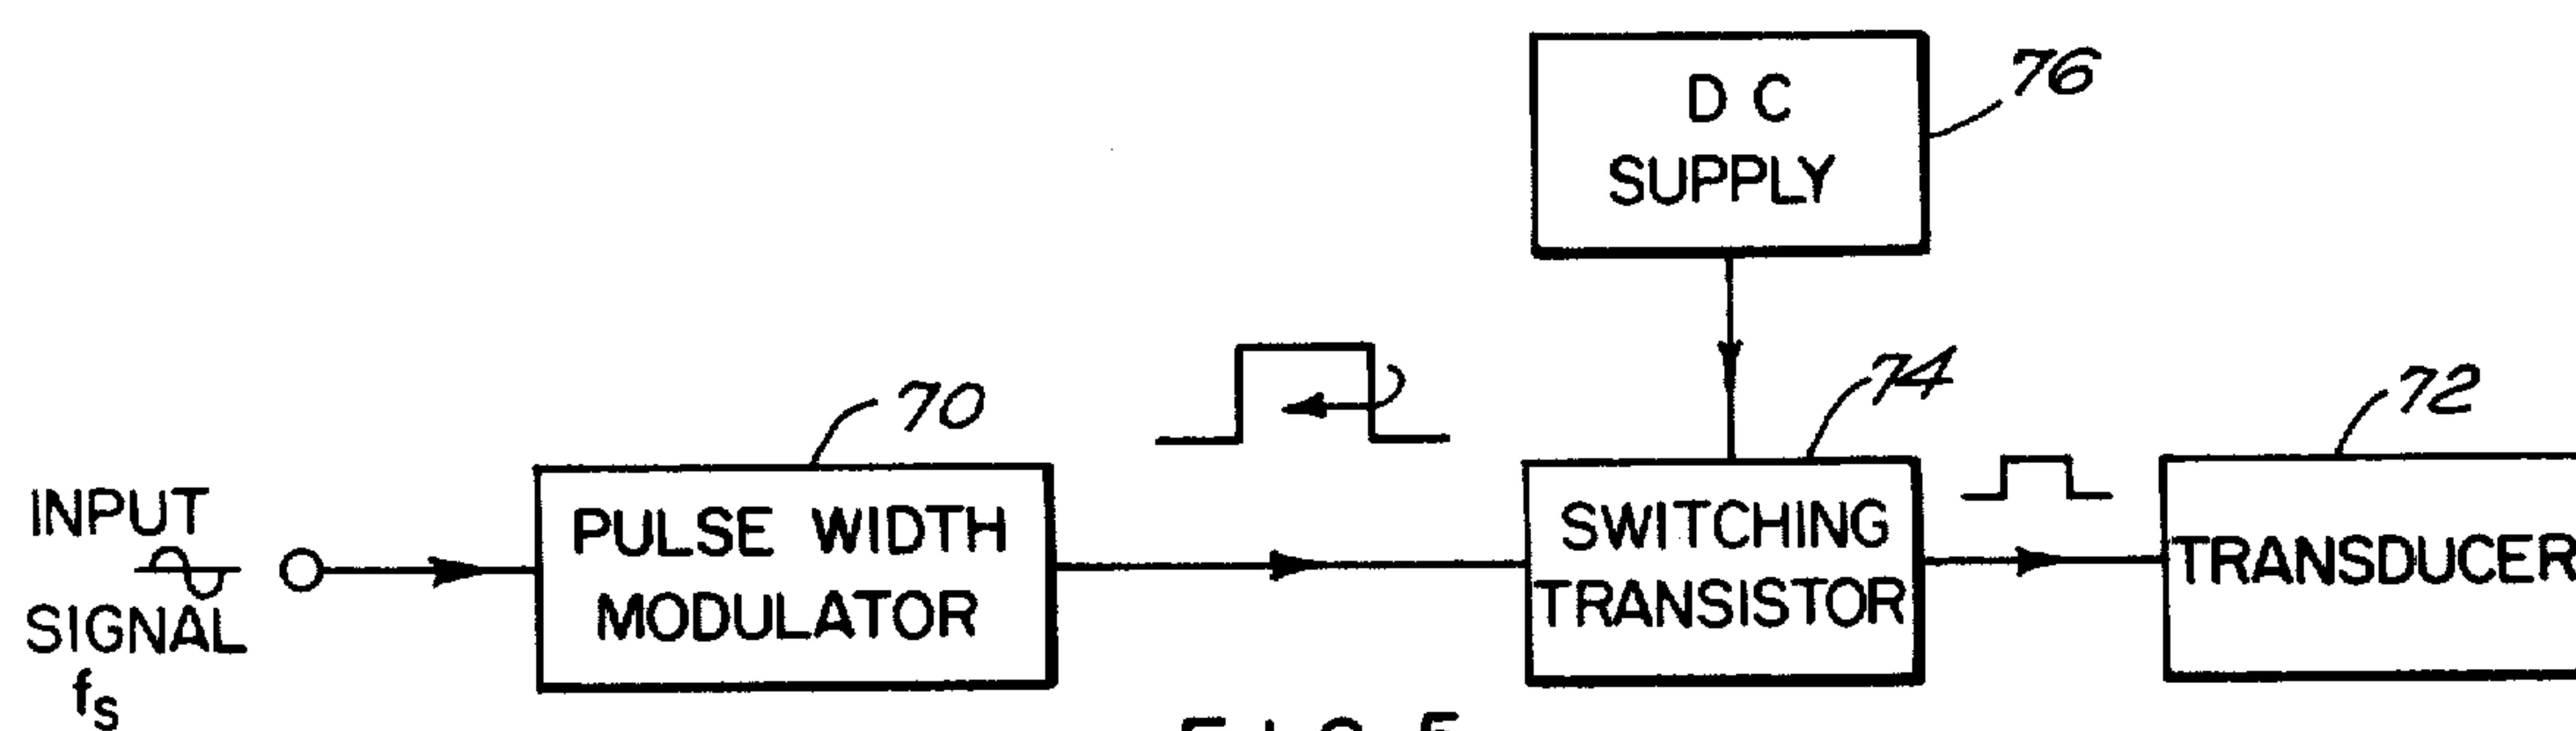 D C
SUPPLY
76
70
74
72
INPUT
SIGNAL
fs
PULSE WIDTH
MODULATOR
SWITCHING
TRANSISTOR
TRANSDUCER